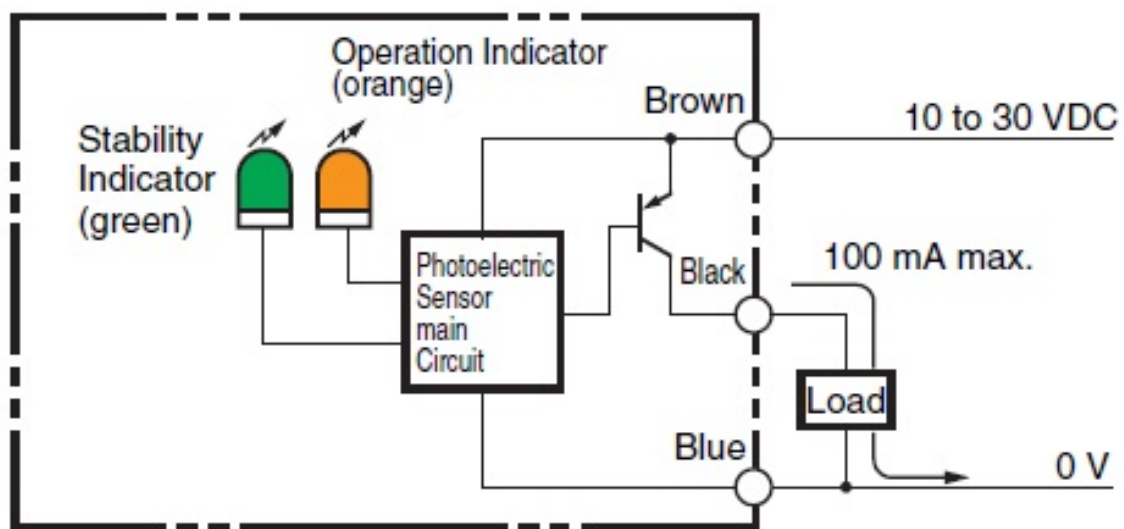 Operation Indicator
(orange)
Brown
10 to 30 VDC
Stability
Indicator
(green)
Photoelectric
Sensor
main
Circuit
Black
100 mA max.
Load
Blue
0 V